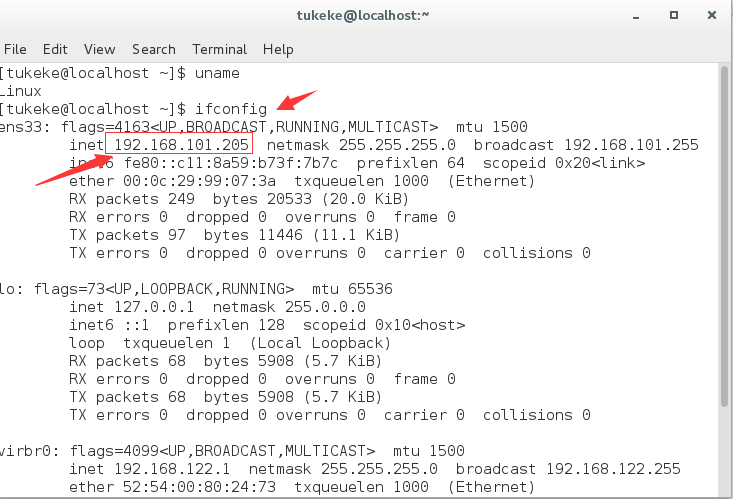 tukeke@localhost:~
File Edit View Search Terminal Help
[tukeke@localhost ~]$ uname
Linux
[tukeke@localhost ~]$ ifconfig
ens33: flags=4163<UP,BROADCAST,RUNNING,MULTICAST>  mtu 1500
        inet 192.168.101.205  netmask 255.255.255.0  broadcast 192.168.101.255
        inet6 fe80::c11:8a59:b73f:7b7c  prefixlen 64  scopeid 0x20<link>
        ether 00:0c:29:99:07:3a  txqueuelen 1000  (Ethernet)
        RX packets 249  bytes 20533 (20.0 KiB)
        RX errors 0  dropped 0  overruns 0  frame 0
        TX packets 97  bytes 11446 (11.1 KiB)
        TX errors 0  dropped 0 overruns 0  carrier 0  collisions 0
lo: flags=73<UP,LOOPBACK,RUNNING>  mtu 65536
        inet 127.0.0.1  netmask 255.0.0.0
        inet6 ::1  prefixlen 128  scopeid 0x10<host>
        loop  txqueuelen 1  (Local Loopback)
        RX packets 68  bytes 5908 (5.7 KiB)
        RX errors 0  dropped 0  overruns 0  frame 0
        TX packets 68  bytes 5908 (5.7 KiB)
        TX errors 0  dropped 0 overruns 0  carrier 0  collisions 0
virbr0: flags=4099<UP,BROADCAST,MULTICAST>  mtu 1500
        inet 192.168.122.1  netmask 255.255.255.0  broadcast 192.168.122.255
        ether 52:54:00:80:24:73  txqueuelen 1000  (Ethernet)